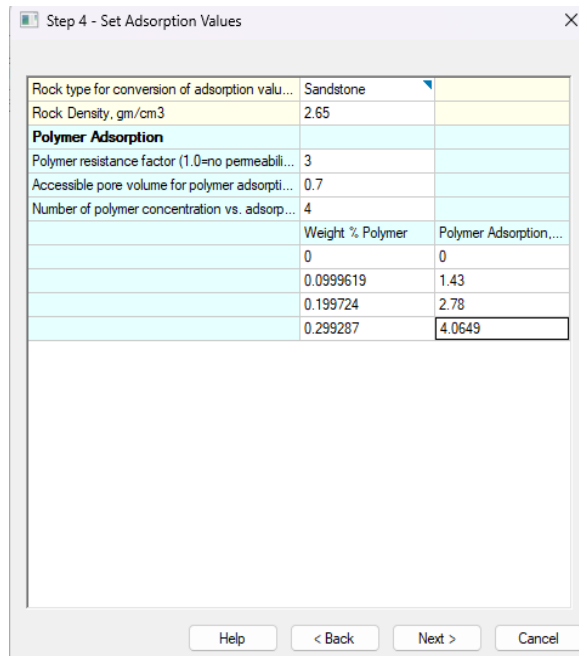 Step 4 - Set Adsorption Values
Rock type for conversion of adsorption valu... Sandstone
Rock Density, gm/cm3 2.65
Polymer Adsorption
Polymer resistance factor (1.0=no permeabili... 3
Accessible pore volume for polymer adsorpti... 0.7
Number of polymer concentration vs. adsorp... 4
Weight % Polymer Polymer Adsorption,...
0 0
0.0999619 1.43
0.199724 2.78
0.299287 4.0649
Help < Back Next > Cancel